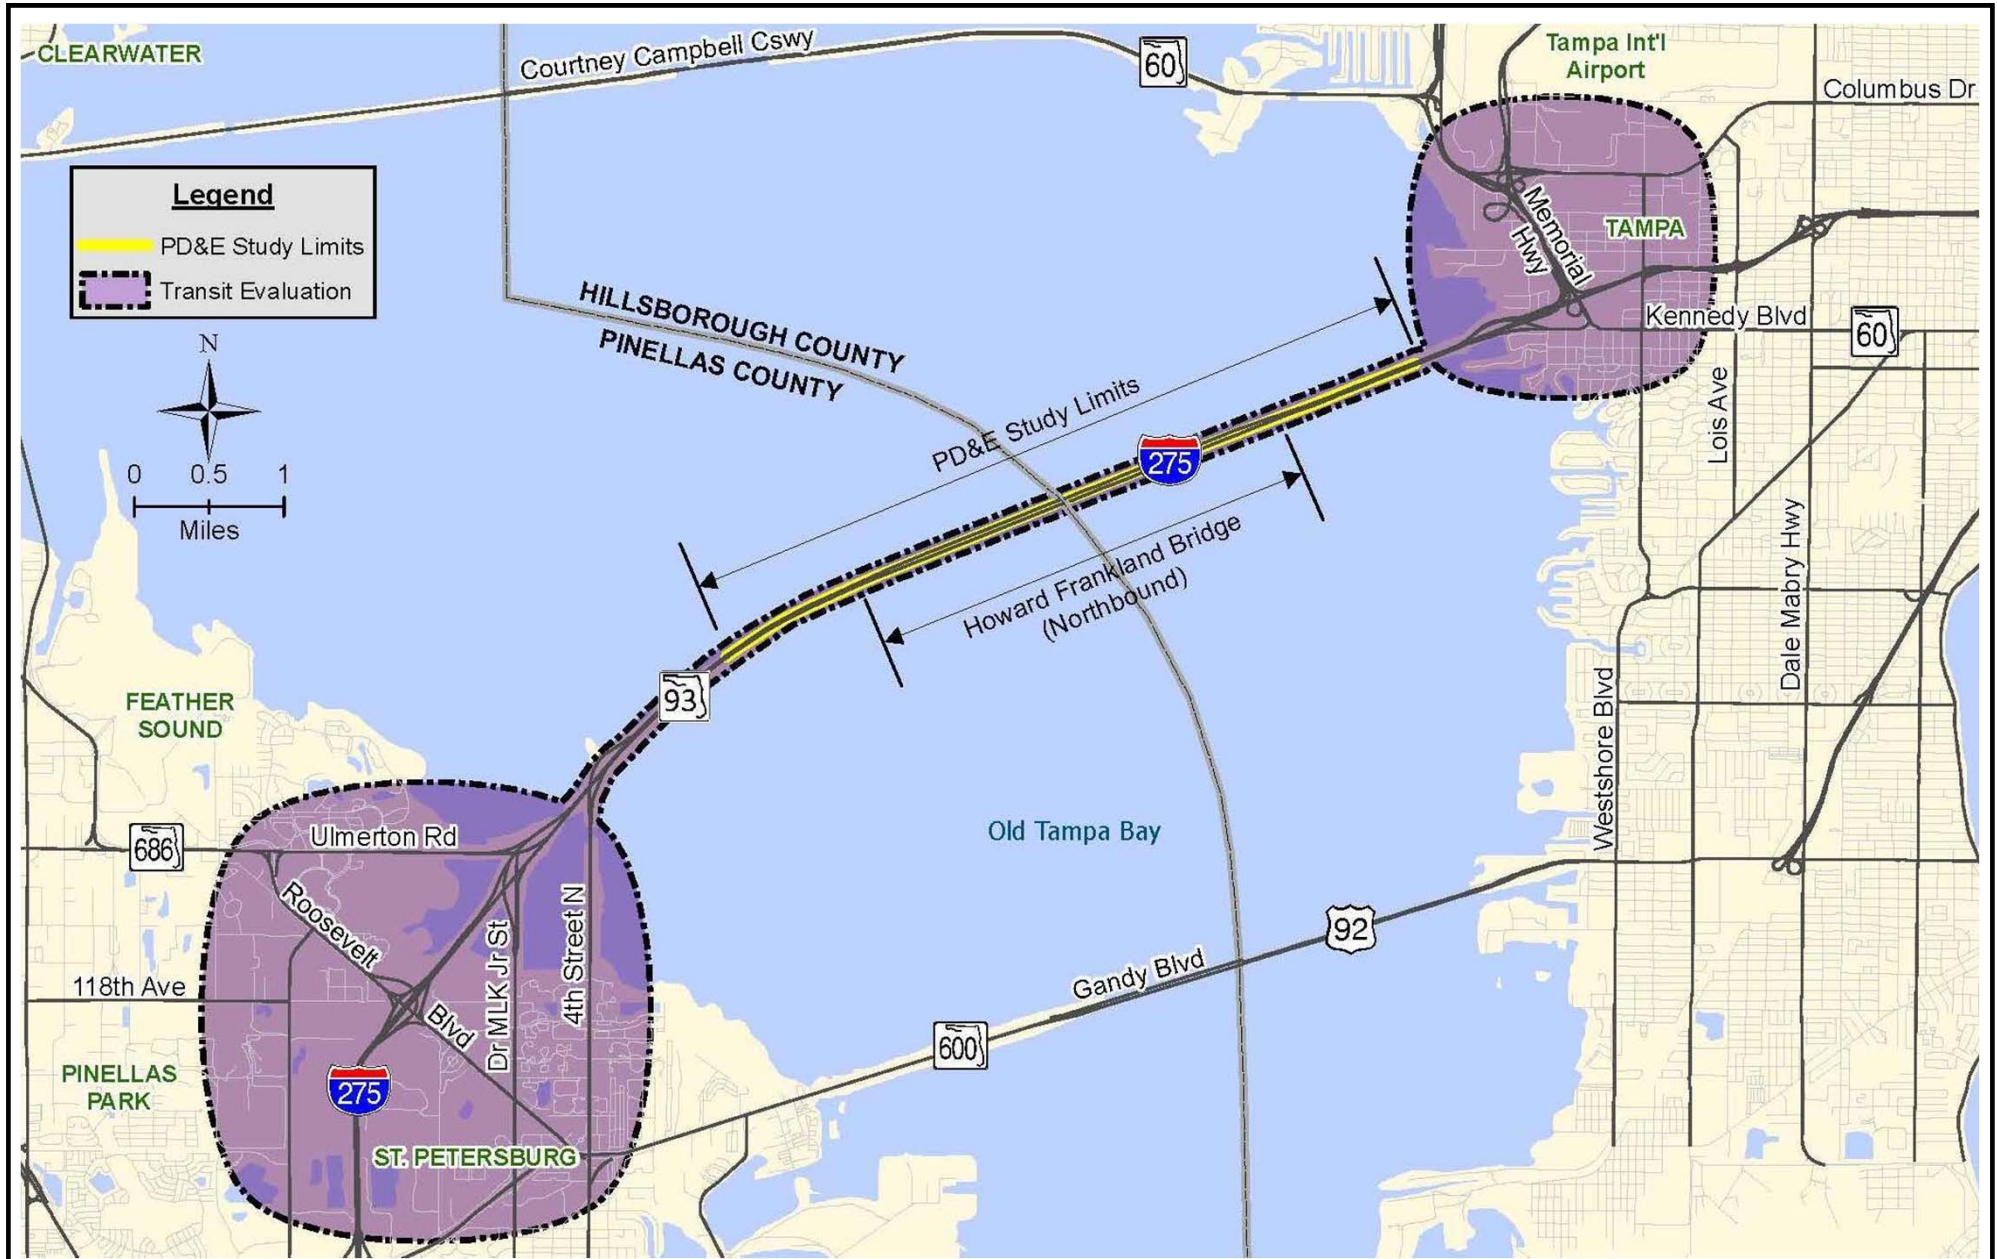 CLEARWATER
Courtney Campbell Cswy
60
Tampa Int'l
Airport
Columbus Dr
Legend
PD&E Study Limits
Transit Evaluation
Memorial
Hwy
TAMPA
HILLSBOROUGH COUNTY
PINELLAS COUNTY
Kennedy Blvd
60
N
0 0.5 1
Miles
PD&E Study Limits
275
Howard Frankland Bridge
(Northbound)
Lois Ave
Dale Mabry Hwy
Westshore Blvd
93
FEATHER
SOUND
Old Tampa Bay
686
Ulmerton Rd
Roosevelt
Blvd
Dr MLK Jr St
4th Street N
118th Ave
92
Gandy Blvd
600
PINELLAS
PARK
275
ST. PETERSBURG